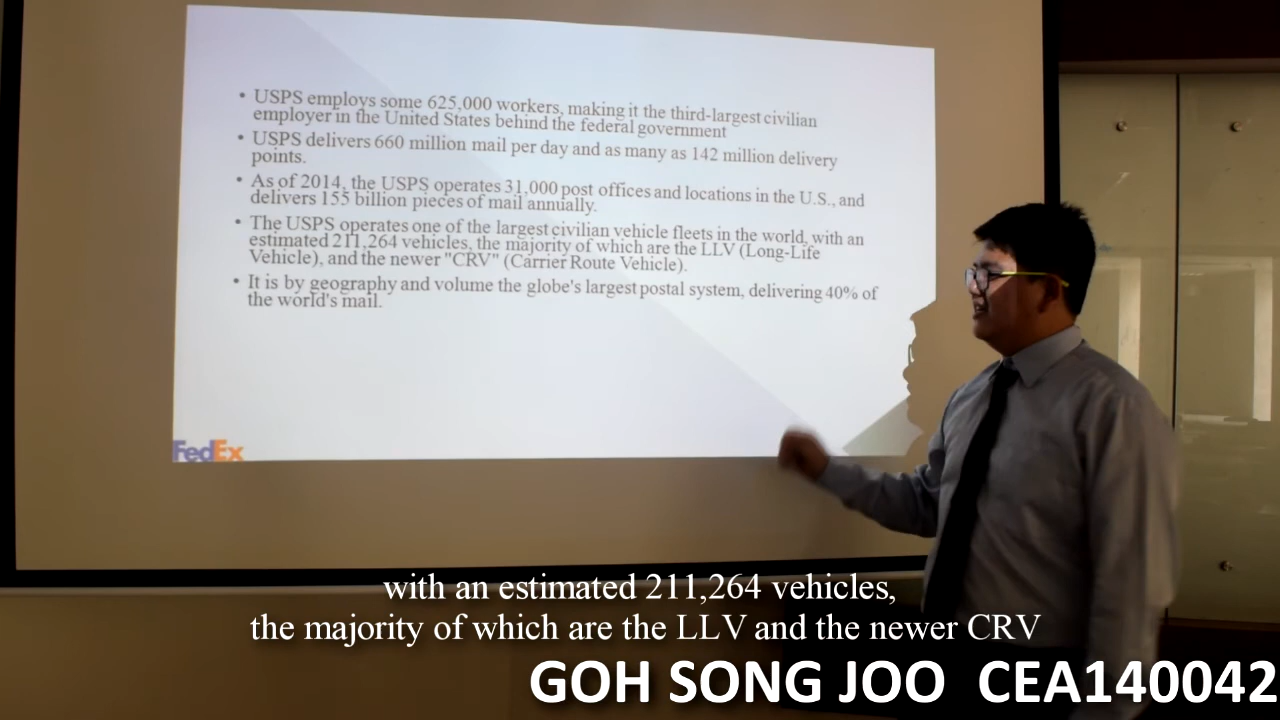 • USPS employs some 625,000 workers, making it the third-largest civilian
employer in the United States behind the federal government
• USPS delivers 660 million mail per day and as many as 142 million delivery
points.
• As of 2014, the USPS operates 31,000 post offices and locations in the U.S., and
delivers 155 billion pieces of mail annually.
• The USPS operates one of the largest civilian vehicle fleets in the world, with an
estimated 211,264 vehicles, the majority of which are the LLV (Long-Life
Vehicle), and the newer "CRV" (Carrier Route Vehicle).
• It is by geography and volume the globe's largest postal system, delivering 40% of
the world's mail.
FedEx
with an estimated 211,264 vehicles,
the majority of which are the LLV and the newer CRV
GOH SONG JOO CEA140042